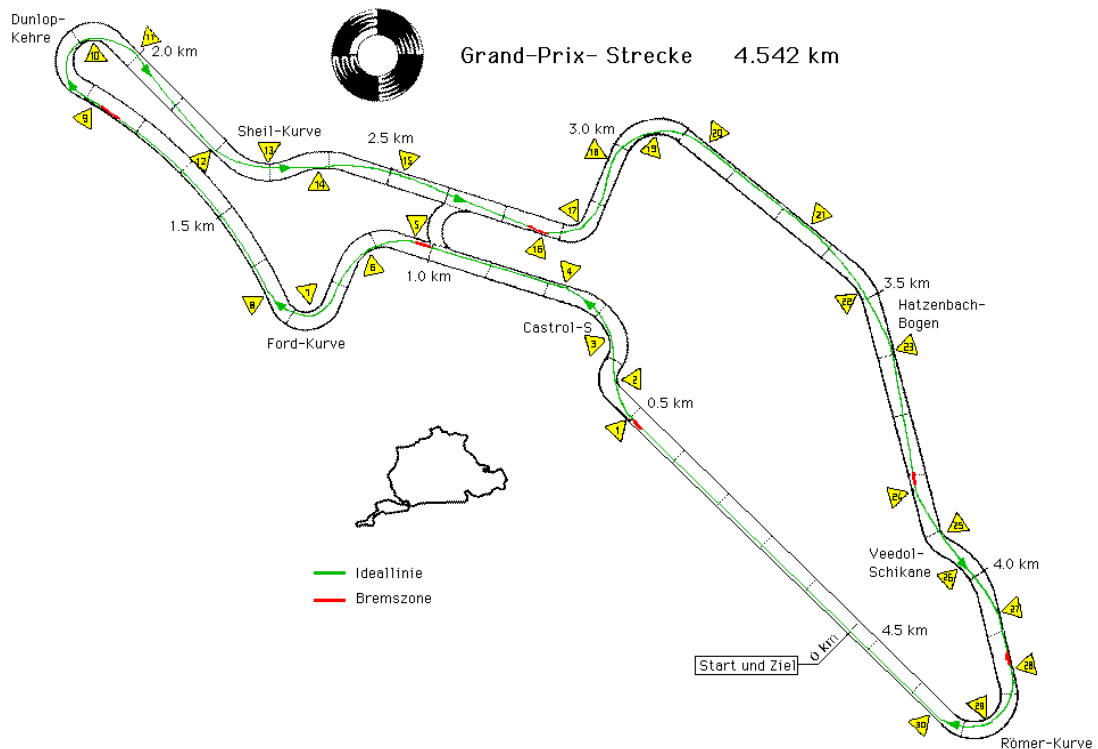 Dunlop-
Kehre
11
10
2.0 km
Grand-Prix- Strecke 4.542 km
9
Sheil-Kurve
13
12
14
2.5 km
15
3.0 km
18
19
20
17
16
21
1.5 km
5
6
1.0 km
4
7
8
Ford-Kurve
Castrol-S
3
2
0.5 km
1
22
3.5 km
Hatzenbach-
Bogen
23
24
25
Veedol-
Schikane
26
4.0 km
27
28
Ideallinie
Bremszone
4.5 km
0 km
Start und Ziel
29
30
Römer-Kurve